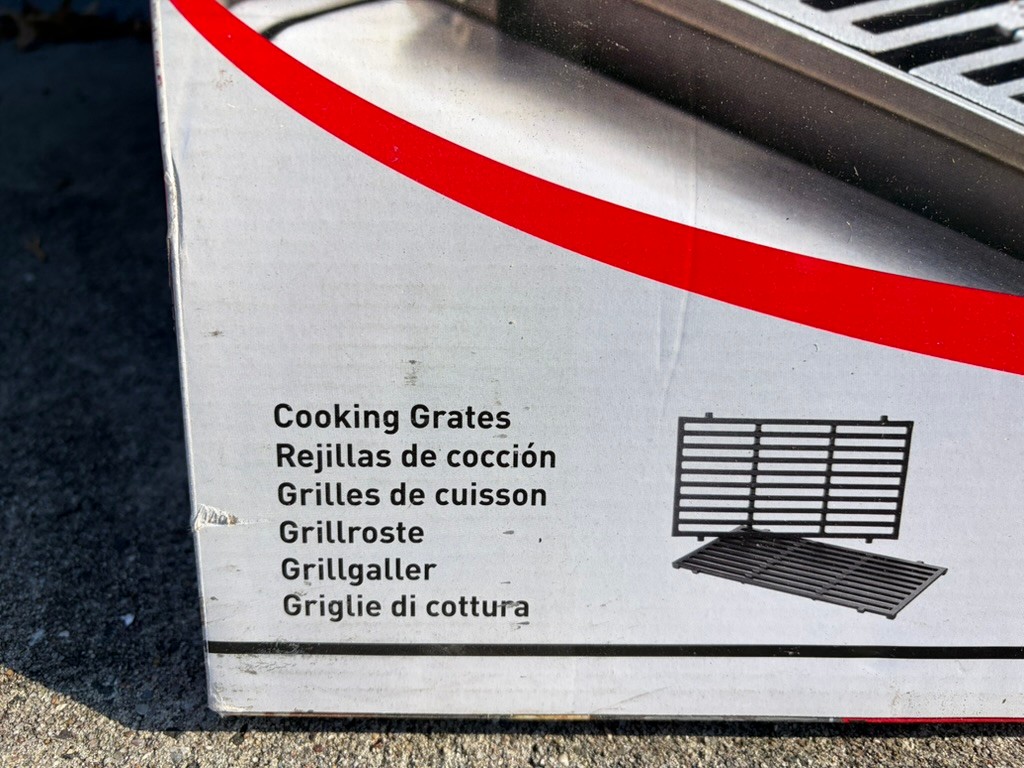 Cooking Grates
Rejillas de cocción
Grilles de cuisson
Grillroste
Grillgaller
Griglie di cottura